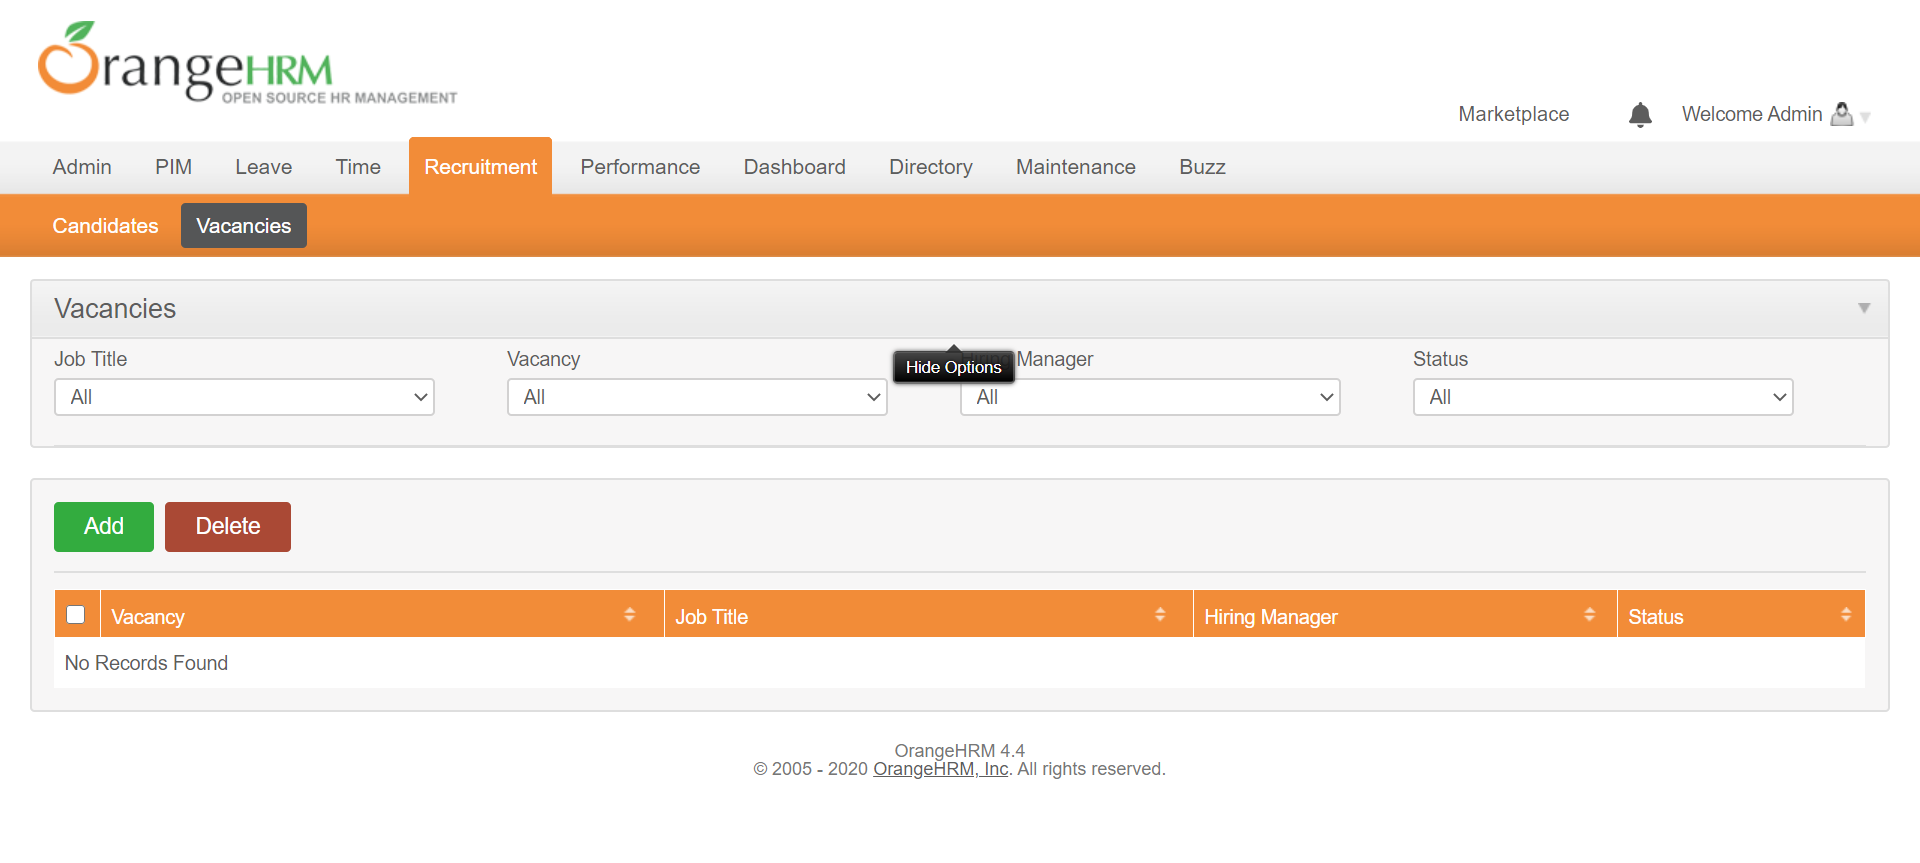 OrangeHRM
OPEN SOURCE HR MANAGEMENT
Marketplace
Welcome Admin
Admin PIM Leave Time Recruitment Performance Dashboard Directory Maintenance Buzz
Candidates Vacancies
Vacancies
Job Title Vacancy Manager Status
Hide Options
All All All All
Add Delete
Vacancy Job Title Hiring Manager Status
No Records Found
OrangeHRM 4.4
© 2005 - 2020 OrangeHRM, Inc. All rights reserved.